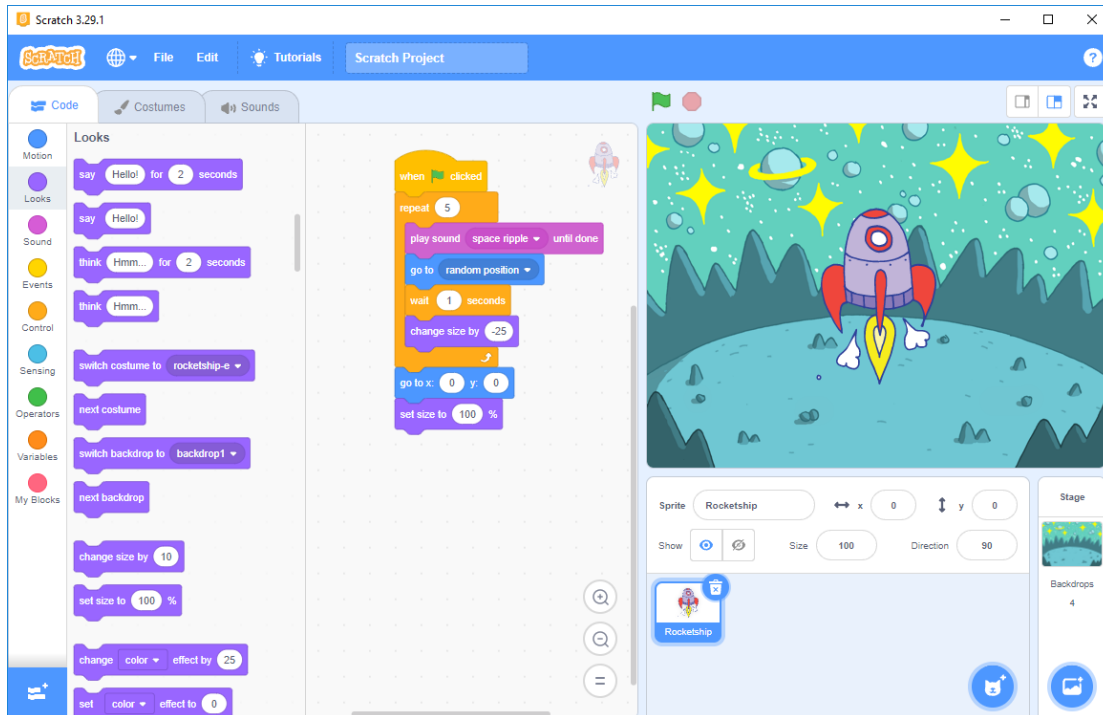 Scratch 3.29.1
SCRATCH File Edit Tutorials Scratch Project ?
Code Costumes Sounds
Motion
Looks
Sound
Events
Control
Sensing
Operators
Variables
My Blocks
Looks
say Hello! for 2 seconds
say Hello!
think Hmm... for 2 seconds
think Hmm...
switch costume to rocketship-e
next costume
switch backdrop to backdrop1
next backdrop
change size by 10
set size to 100 %
change color effect by 25
set color effect to 0
when clicked
repeat 5
play sound space ripple until done
go to random position
wait 1 seconds
change size by -25
go to x: 0 y: 0
set size to 100 %
Sprite Rocketship x 0 y 0
Show Size 100 Direction 90
Rocketship
Stage
Backdrops
4